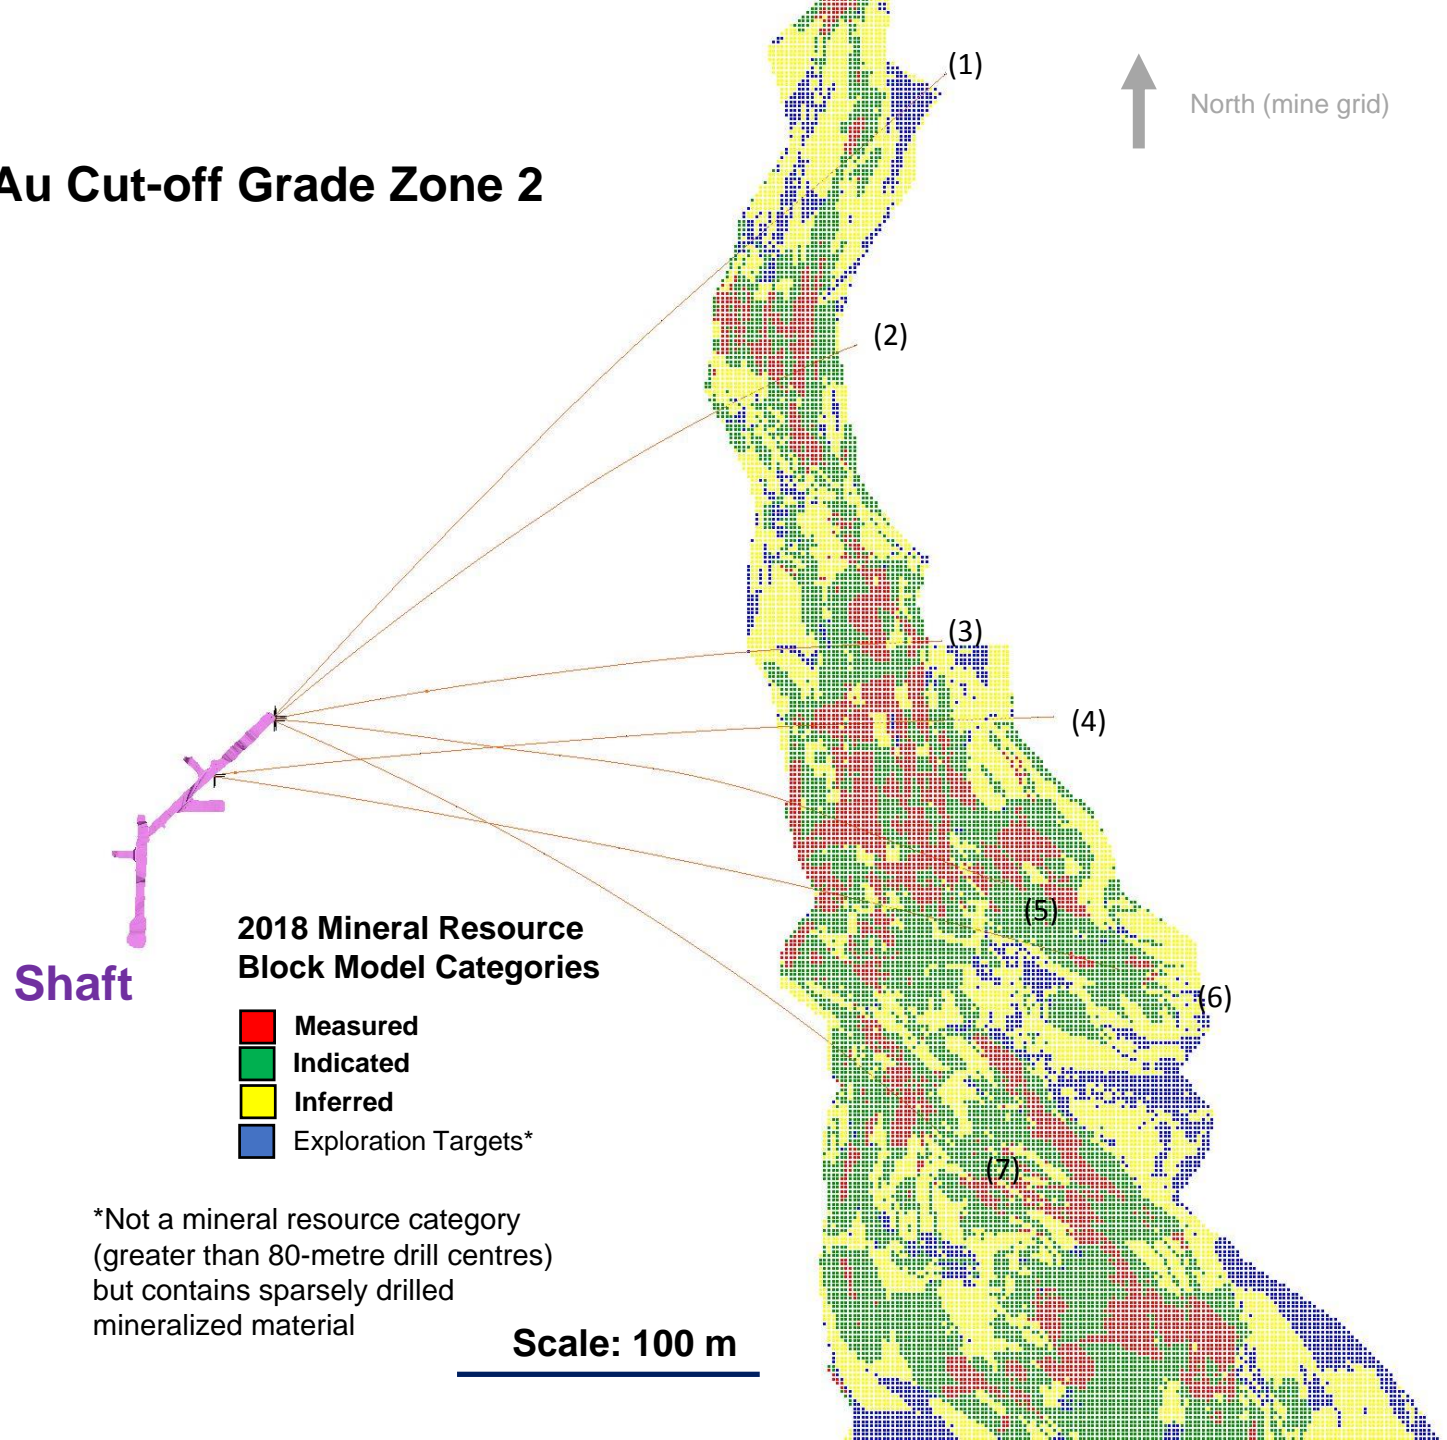 (1)
North (mine grid)
Au Cut-off Grade Zone 2
(2)
(3)
(4)
(5)
2018 Mineral Resource
Block Model Categories
Shaft
(6)
Measured
Indicated
Inferred
Exploration Targets*
(7)
*Not a mineral resource category
(greater than 80-metre drill centres)
but contains sparsely drilled
mineralized material
Scale: 100 m